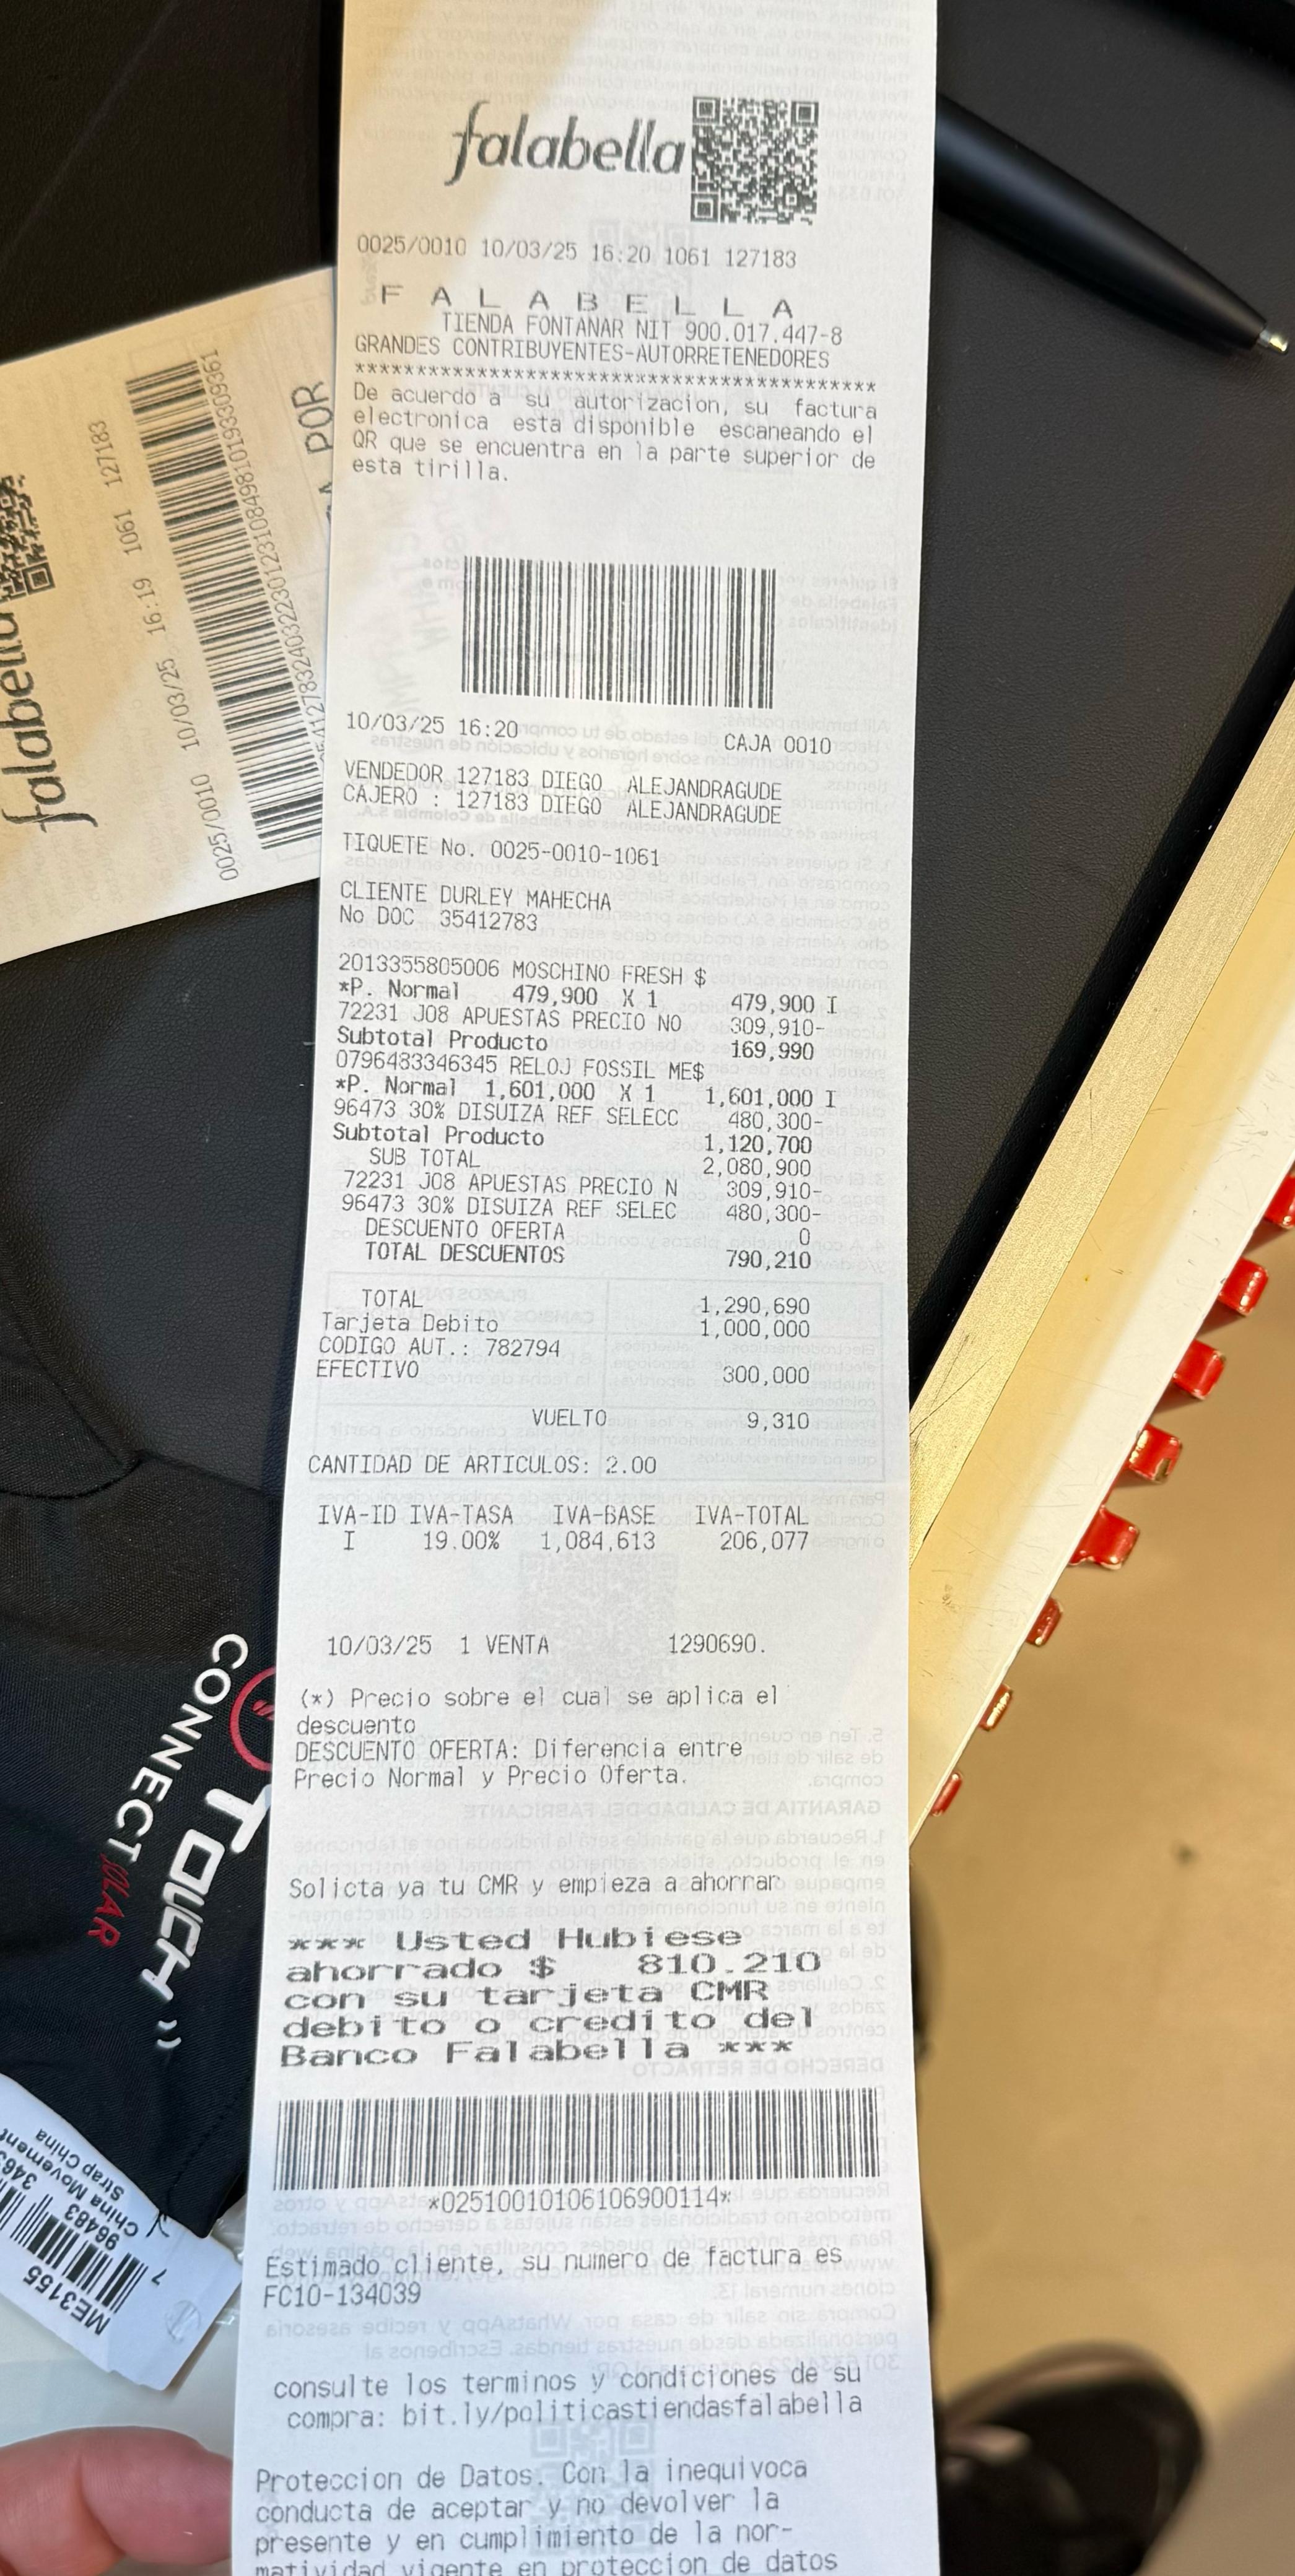 falabella
0025/0010 10/03/25 16:20 1061 127183
F A L A B E L L A
TIENDA FONTANAR NIT 900.017.447-8
GRANDES CONTRIBUYENTES-AUTORRETENEDORES
******************************************
De acuerdo a su autorizacion, su factura
electronica esta disponible escaneando el
QR que se encuentra en la parte superior de
esta tirilla.
10/03/25 16:20 CAJA 0010
VENDEDOR 127183 DIEGO ALEJANDRAGUDE
CAJERO : 127183 DIEGO ALEJANDRAGUDE
TIQUETE No. 0025-0010-1061
CLIENTE DURLEY MAHECHA
No DOC 35412783
2013355805006 MOSCHINO FRESH $
*P. Normal 479,900 X 1 479,900 I
72231 J08 APUESTAS PRECIO NO 309,910-
Subtotal Producto 169,990
0796483346345 RELOJ FOSSIL ME$
*P. Normal 1,601,000 X 1 1,601,000 I
96473 30% DISUIZA REF SELECC 480,300-
Subtotal Producto 1,120,700
SUB TOTAL 2,080,900
72231 J08 APUESTAS PRECIO N 309,910-
96473 30% DISUIZA REF SELEC 480,300-
DESCUENTO OFERTA 0
TOTAL DESCUENTOS 790,210
TOTAL 1,290,690
Tarjeta Debito 1,000,000
CODIGO AUT.: 782794
EFECTIVO 300,000
VUELTO 9,310
CANTIDAD DE ARTICULOS: 2.00
IVA-ID IVA-TASA IVA-BASE IVA-TOTAL
I 19.00% 1,084,613 206,077
10/03/25 1 VENTA 1290690.
(*) Precio sobre el cual se aplica el
descuento
DESCUENTO OFERTA: Diferencia entre
Precio Normal y Precio Oferta.
Solicta ya tu CMR y empieza a ahorrar
*** Usted Hubiese
ahorrado $ 810.210
con su tarjeta CMR
debito o credito del
Banco Falabella ***
*02510010106106900114*
Estimado cliente, su numero de factura es
FC10-134039
consulte los terminos y condiciones de su
compra: bit.ly/politicastiendasfalabella
Proteccion de Datos. Con la inequivoca
conducta de aceptar y no devolver la
presente y en cumplimiento de la nor-
matividad vigente en proteccion de datos
falabella
0025/0010 10/03/25 16:19 1061 127183
POR
CONNECT SOLAR
TOUCH
ME3155
96483
China Movement
Strap China